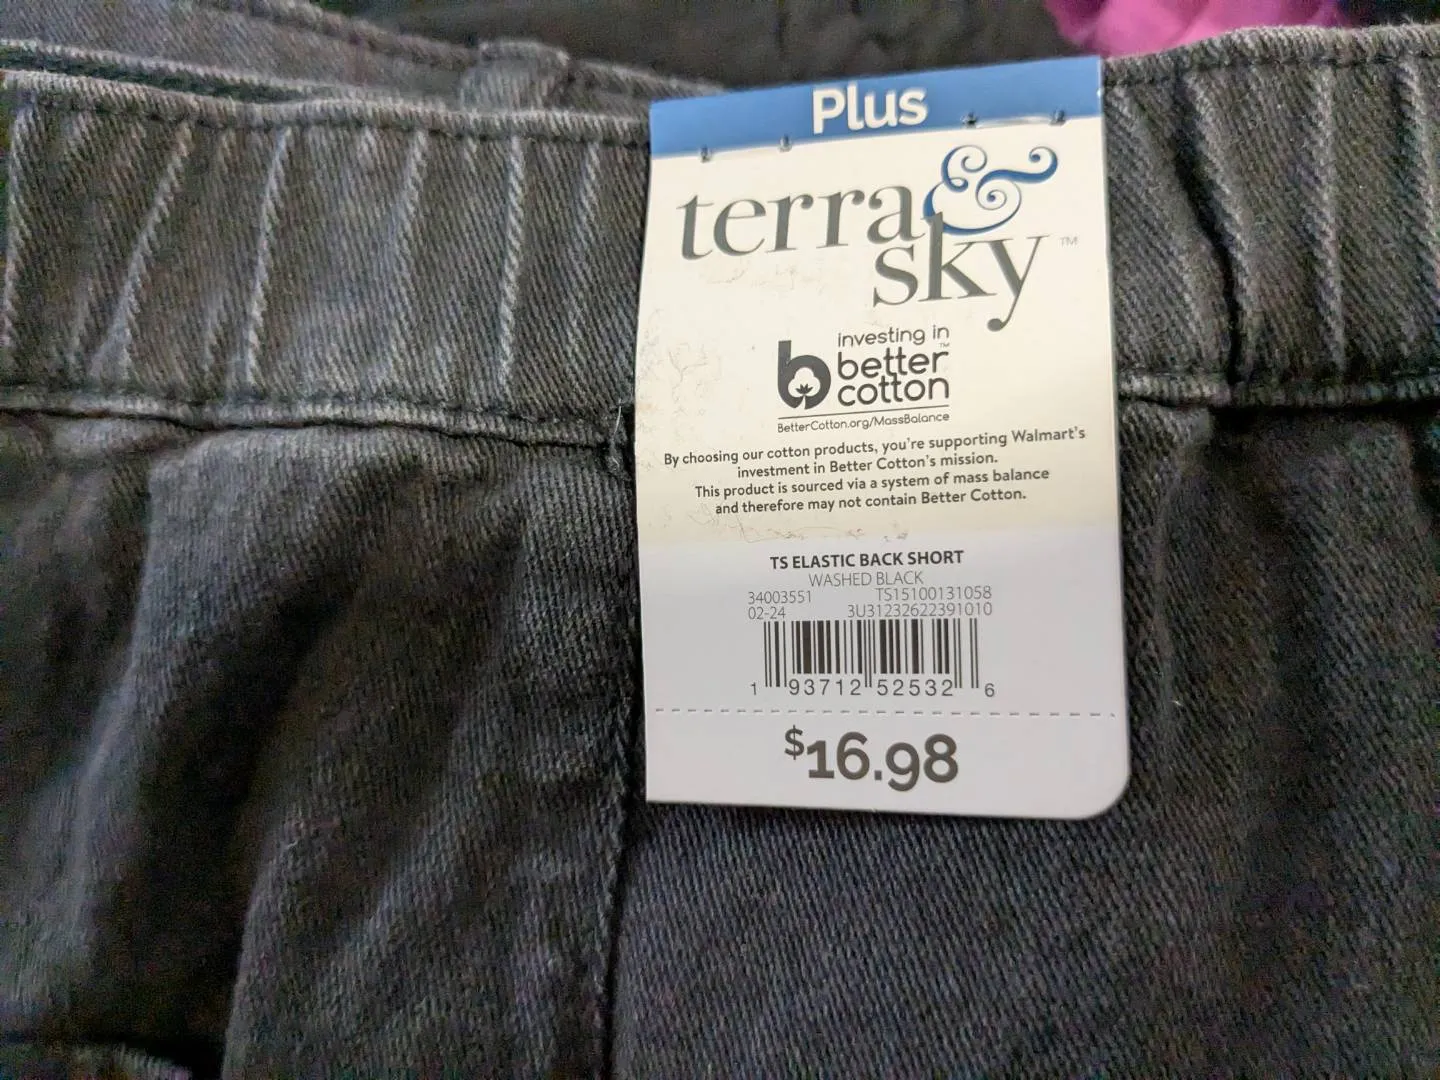 Plus
terra &
sky™
investing in
better™
cotton
BetterCotton.org/MassBalance
By choosing our cotton products, you're supporting Walmart's
investment in Better Cotton's mission.
This product is sourced via a system of mass balance
and therefore may not contain Better Cotton.
TS ELASTIC BACK SHORT
WASHED BLACK
34003551 TS15100131058
02-24 3U31232622391010
1 93712 52532 6
$16.98